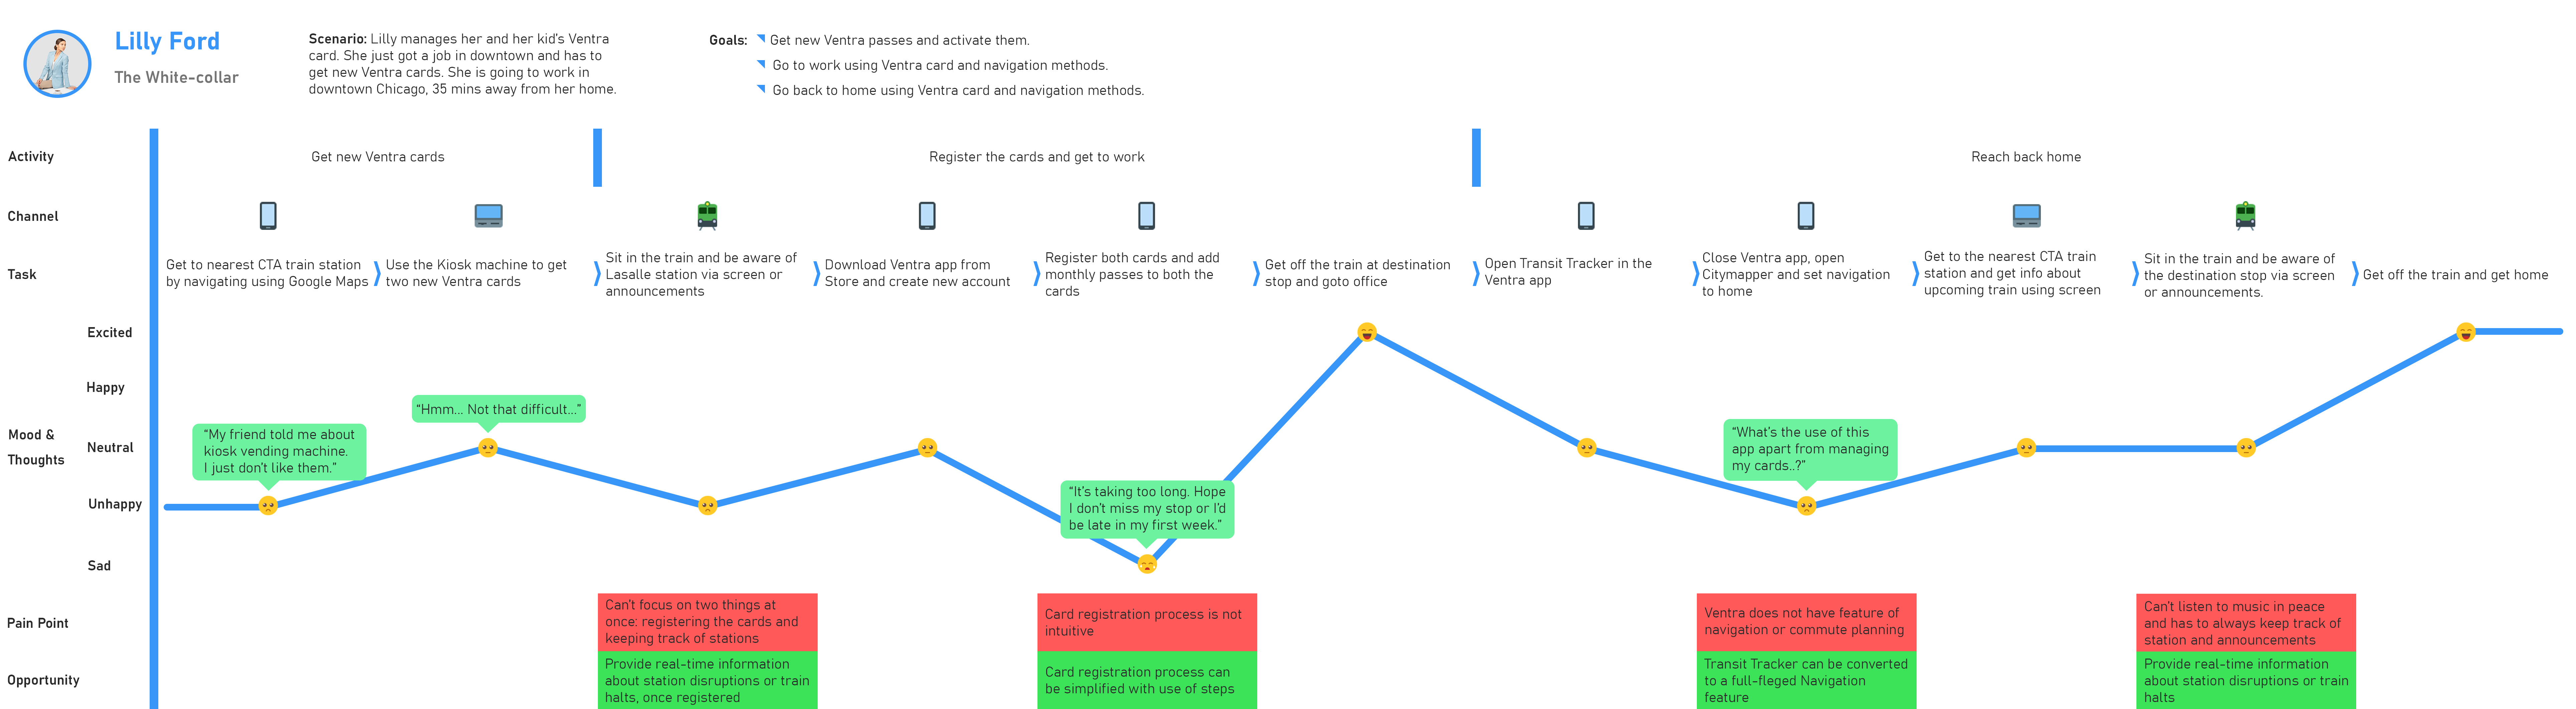 Lilly Ford
The White-collar
Scenario: Lilly manages her and her kid's Ventra
card. She just got a job in downtown and has to
get new Ventra cards. She is going to work in
downtown Chicago, 35 mins away from her home.
Goals:
Get new Ventra passes and activate them.
Go to work using Ventra card and navigation methods.
Go back to home using Ventra card and navigation methods.
Activity
Get new Ventra cards
Register the cards and get to work
Reach back home
Channel
Task
Get to nearest CTA train station
by navigating using Google Maps
Use the Kiosk machine to get
two new Ventra cards
Sit in the train and be aware of
Lasalle station via screen or
announcements
Download Ventra app from
Store and create new account
Register both cards and add
monthly passes to both the
cards
Get off the train at destination
stop and goto office
Open Transit Tracker in the
Ventra app
Close Ventra app, open
Citymapper and set navigation
to home
Get to the nearest CTA train
station and get info about
upcoming train using screen
Sit in the train and be aware of
the destination stop via screen
or announcements.
Get off the train and get home
Mood &
Thoughts
Excited
Happy
Neutral
Unhappy
Sad
"My friend told me about
kiosk vending machine.
I just don't like them."
"Hmm... Not that difficult..."
"It's taking too long. Hope
I don't miss my stop or I'd
be late in my first week."
"What's the use of this
app apart from managing
my cards..?"
Pain Point
Can't focus on two things at
once: registering the cards and
keeping track of stations
Card registration process is not
intuitive
Ventra does not have feature of
navigation or commute planning
Can't listen to music in peace
and has to always keep track of
station and announcements
Opportunity
Provide real-time information
about station disruptions or train
halts, once registered
Card registration process can
be simplified with use of steps
Transit Tracker can be converted
to a full-fleged Navigation
feature
Provide real-time information
about station disruptions or train
halts